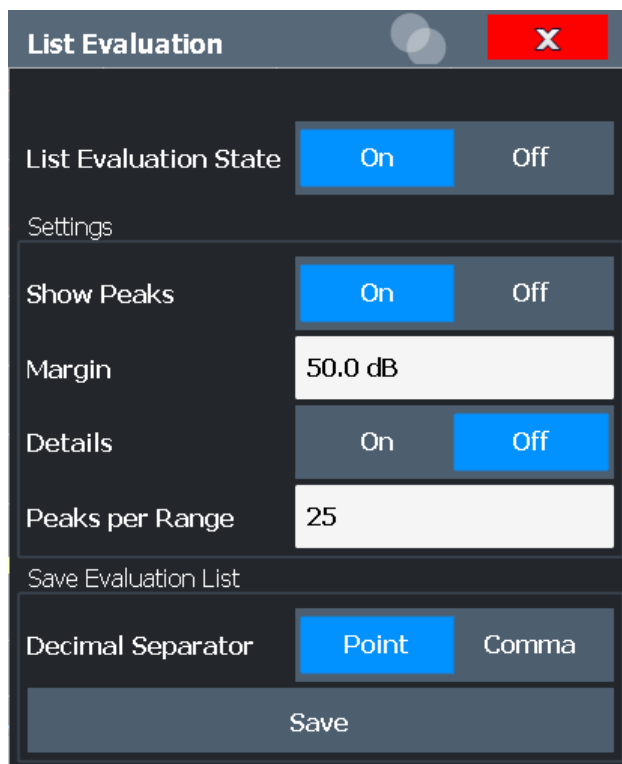 List Evaluation X
List Evaluation State On Off
Settings
Show Peaks On Off
Margin 50.0 dB
Details On Off
Peaks per Range 25
Save Evaluation List
Decimal Separator Point Comma
Save